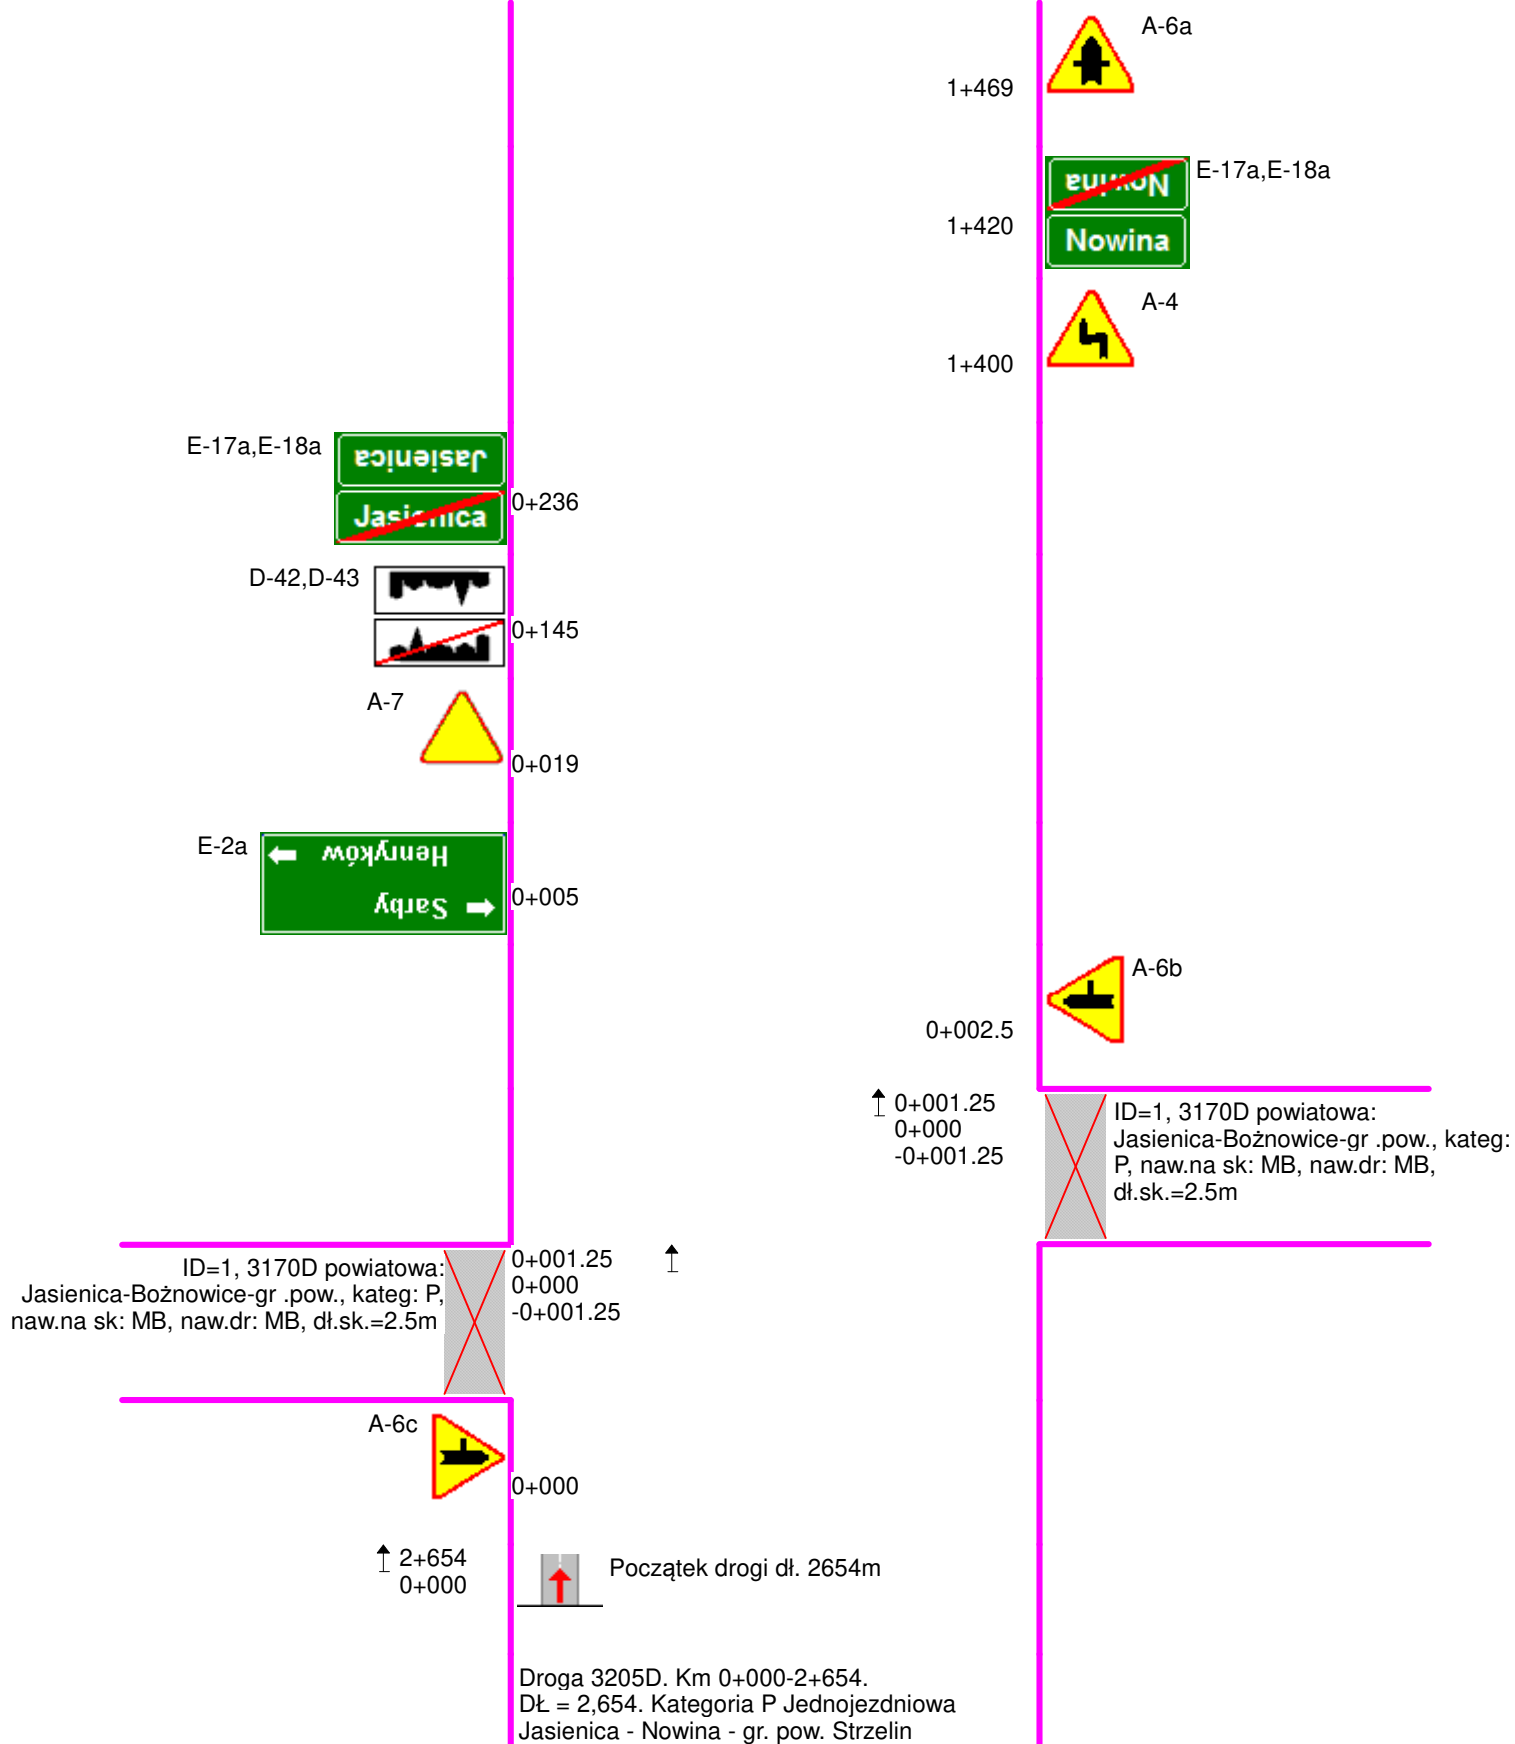 A-6a
1+469
Nowina
E-17a,E-18a
1+420
Nowina
A-4
1+400
E-17a,E-18a
Jasienica
0+236
Jasienica
D-42,D-43
0+145
A-7
0+019
E-2a
Henryków
Sarby
0+005
A-6b
0+002.5
0+001.25
0+000
-0+001.25
ID=1, 3170D powiatowa:
Jasienica-Bożnowice-gr .pow., kateg:
P, naw.na sk: MB, naw.dr: MB,
dł.sk.=2.5m
ID=1, 3170D powiatowa:
Jasienica-Bożnowice-gr .pow., kateg: P,
naw.na sk: MB, naw.dr: MB, dł.sk.=2.5m
0+001.25
0+000
-0+001.25
A-6c
0+000
2+654
0+000
Początek drogi dł. 2654m
Droga 3205D. Km 0+000-2+654.
DŁ = 2,654. Kategoria P Jednojezdniowa
Jasienica - Nowina - gr. pow. Strzelin